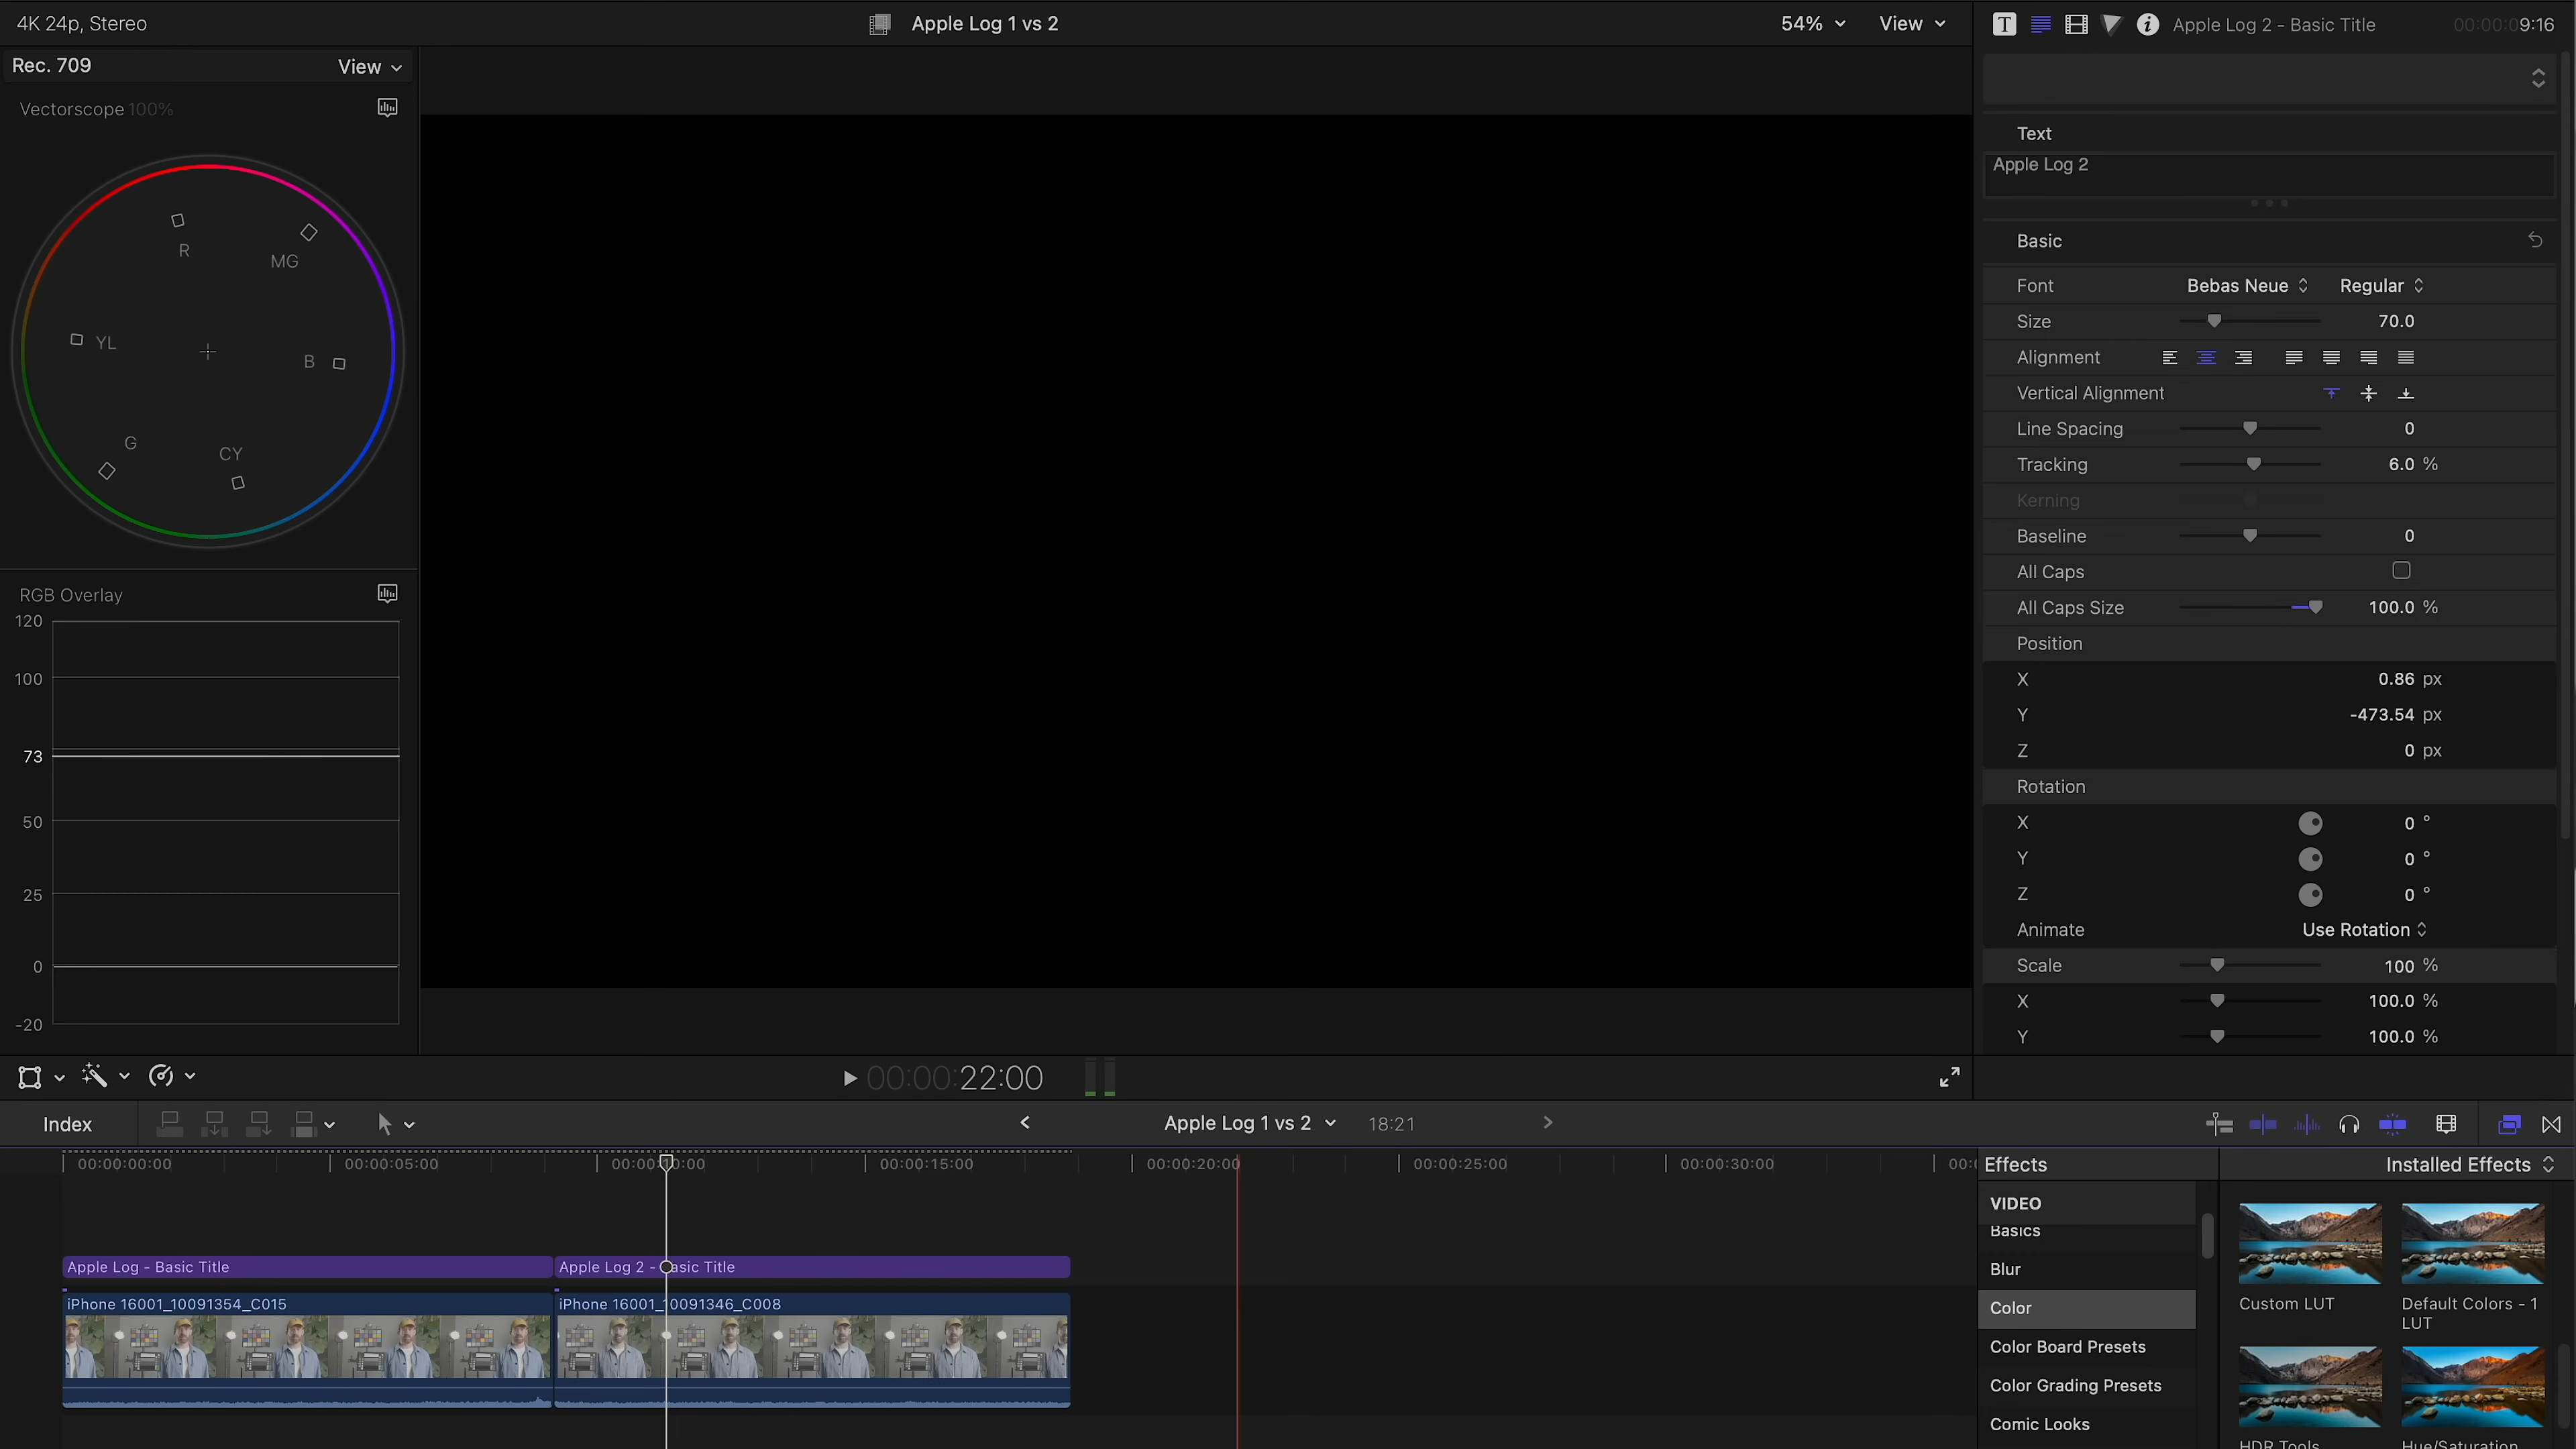 4K 24p, Stereo
Apple Log 1 vs 2
54%
View
Apple Log 2 - Basic Title
00:00:09:16
Rec. 709
View
Vectorscope 100%
R
MG
YL
B
G
CY
RGB Overlay
120
100
73
50
25
0
-20
Text
Apple Log 2
Basic
Font Bebas Neue Regular
Size 70.0
Alignment
Vertical Alignment
Line Spacing 0
Tracking 6.0 %
Kerning
Baseline 0
All Caps
All Caps Size 100.0 %
Position
X 0.86 px
Y -473.54 px
Z 0 px
Rotation
X 0 °
Y 0 °
Z 0 °
Animate Use Rotation
Scale 100 %
X 100.0 %
Y 100.0 %
00:00:22:00
Index
Apple Log 1 vs 2
18:21
00:00:00:00
00:00:05:00
00:00:10:00
00:00:15:00
00:00:20:00
00:00:25:00
00:00:30:00
Apple Log - Basic Title
Apple Log 2 - Basic Title
iPhone 16001_10091354_C015
iPhone 16001_10091346_C008
Effects
Installed Effects
VIDEO
Basics
Blur
Color
Color Board Presets
Color Grading Presets
Comic Looks
Custom LUT
Default Colors - 1
LUT
HDR Tools
Hue/Saturation